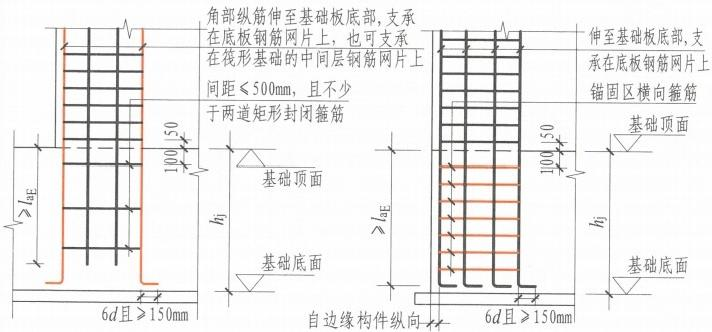 角部纵筋伸至基础板底部,支承
在底板钢筋网片上,也可支承
在筏形基础的中间层钢筋网片上
间距≤500mm,且不少
于两道矩形封闭箍筋
50
100
基础顶面
≥laE
hj
基础底面
6d且≥150mm
伸至基础板底部,支
承在底板钢筋网片上
锚固区横向箍筋
基础顶面
50
100
≥laE
hj
基础底面
6d且≥150mm
自边缘构件纵向